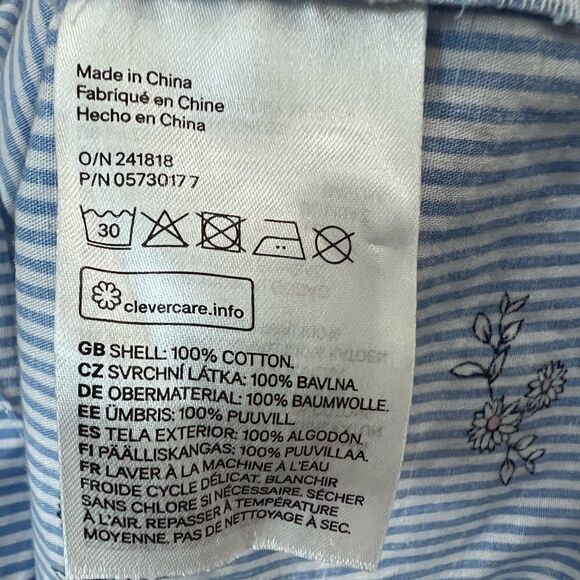 Made in China
Fabriqué en Chine
Hecho en China
O/N 241818
P/N 05730177
30
clevercare.info
GB SHELL: 100% COTTON.
CZ SVRCHNÍ LÁTKA: 100% BAVLNA.
DE OBERMATERIAL: 100% BAUMWOLLE.
EE ÜMBRIS: 100% PUUVILL
ES TELA EXTERIOR: 100% ALGODÓN.
FI PÄÄLLISKANGAS: 100% PUUVILLAA.
FR LAVER À LA MACHINE À L'EAU
FROIDE CYCLE DÉLICAT. BLANCHIR
SANS CHLORE SI NÉCESSAIRE. SÉCHER
À L'AIR. REPASSER À TEMPÉRATURE
MOYENNE. PAS DE NETTOYAGE À SEC.